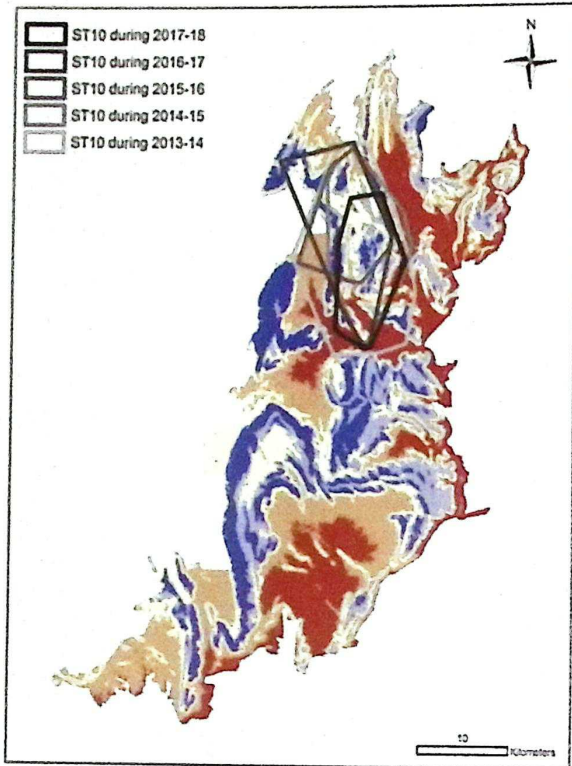 ST10 during 2017-18
ST10 during 2016-17
ST10 during 2015-16
ST10 during 2014-15
ST10 during 2013-14
N
10
Kilometers